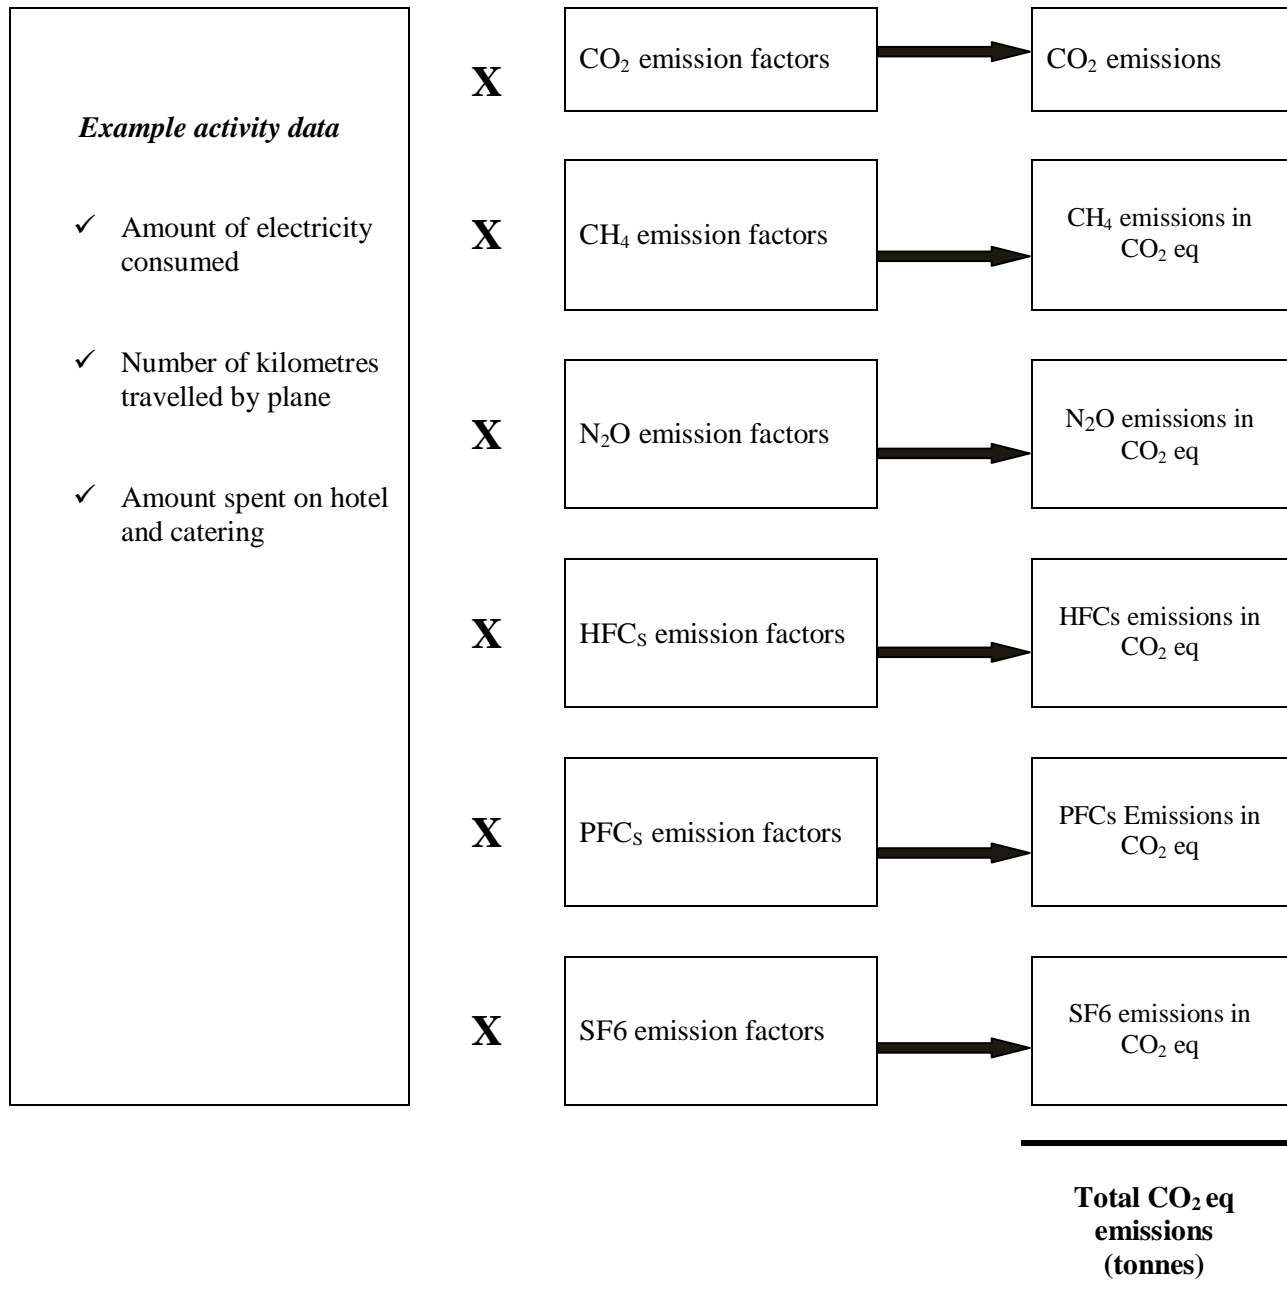 Example activity data
✓ Amount of electricity
consumed
✓ Number of kilometres
travelled by plane
✓ Amount spent on hotel
and catering
X
CO₂ emission factors
CO₂ emissions
X
CH₄ emission factors
CH₄ emissions in
CO₂ eq
X
N₂O emission factors
N₂O emissions in
CO₂ eq
X
HFCₛ emission factors
HFCs emissions in
CO₂ eq
X
PFCₛ emission factors
PFCs Emissions in
CO₂ eq
X
SF6 emission factors
SF6 emissions in
CO₂ eq
Total CO₂ eq
emissions
(tonnes)